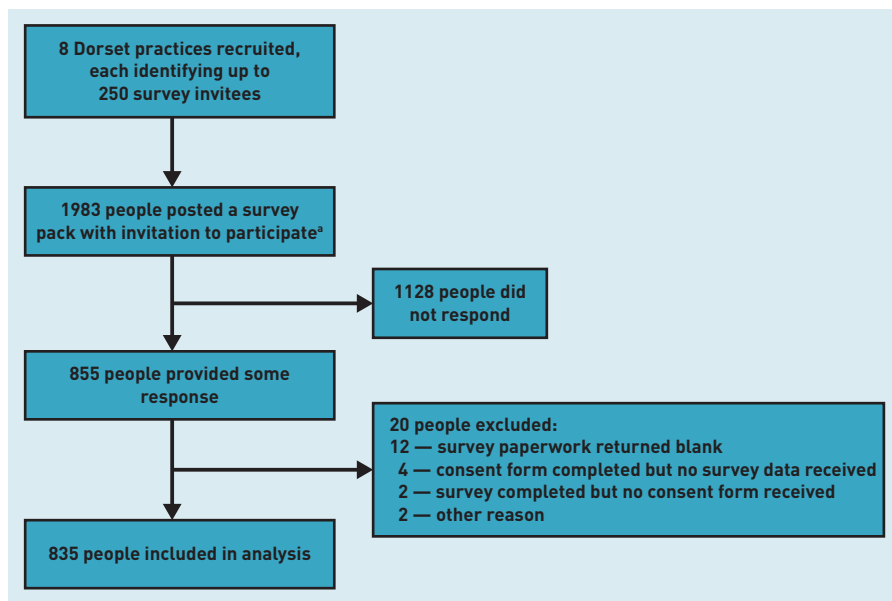 8 Dorset practices recruited,
each identifying up to
250 survey invitees
1983 people posted a survey
pack with invitation to participateᵃ
1128 people did
not respond
855 people provided some
response
20 people excluded:
12 — survey paperwork returned blank
4 — consent form completed but no survey data received
2 — survey completed but no consent form received
2 — other reason
835 people included in analysis